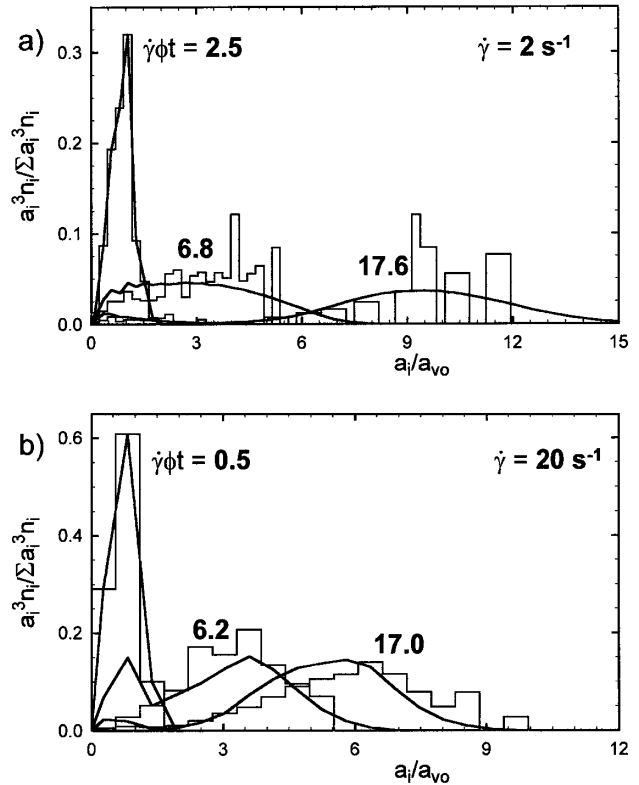 a)
γ̇ϕt = 2.5
γ̇ = 2 s⁻¹
aᵢ³nᵢ/Σaᵢ³nᵢ
0.3
0.2
0.1
0.0
6.8
17.6
0 3 6 9 12 15
aᵢ/aᵥₒ
b)
γ̇ϕt = 0.5
γ̇ = 20 s⁻¹
aᵢ³nᵢ/Σaᵢ³nᵢ
0.6
0.4
0.2
0.0
6.2
17.0
0 3 6 9 12
aᵢ/aᵥₒ